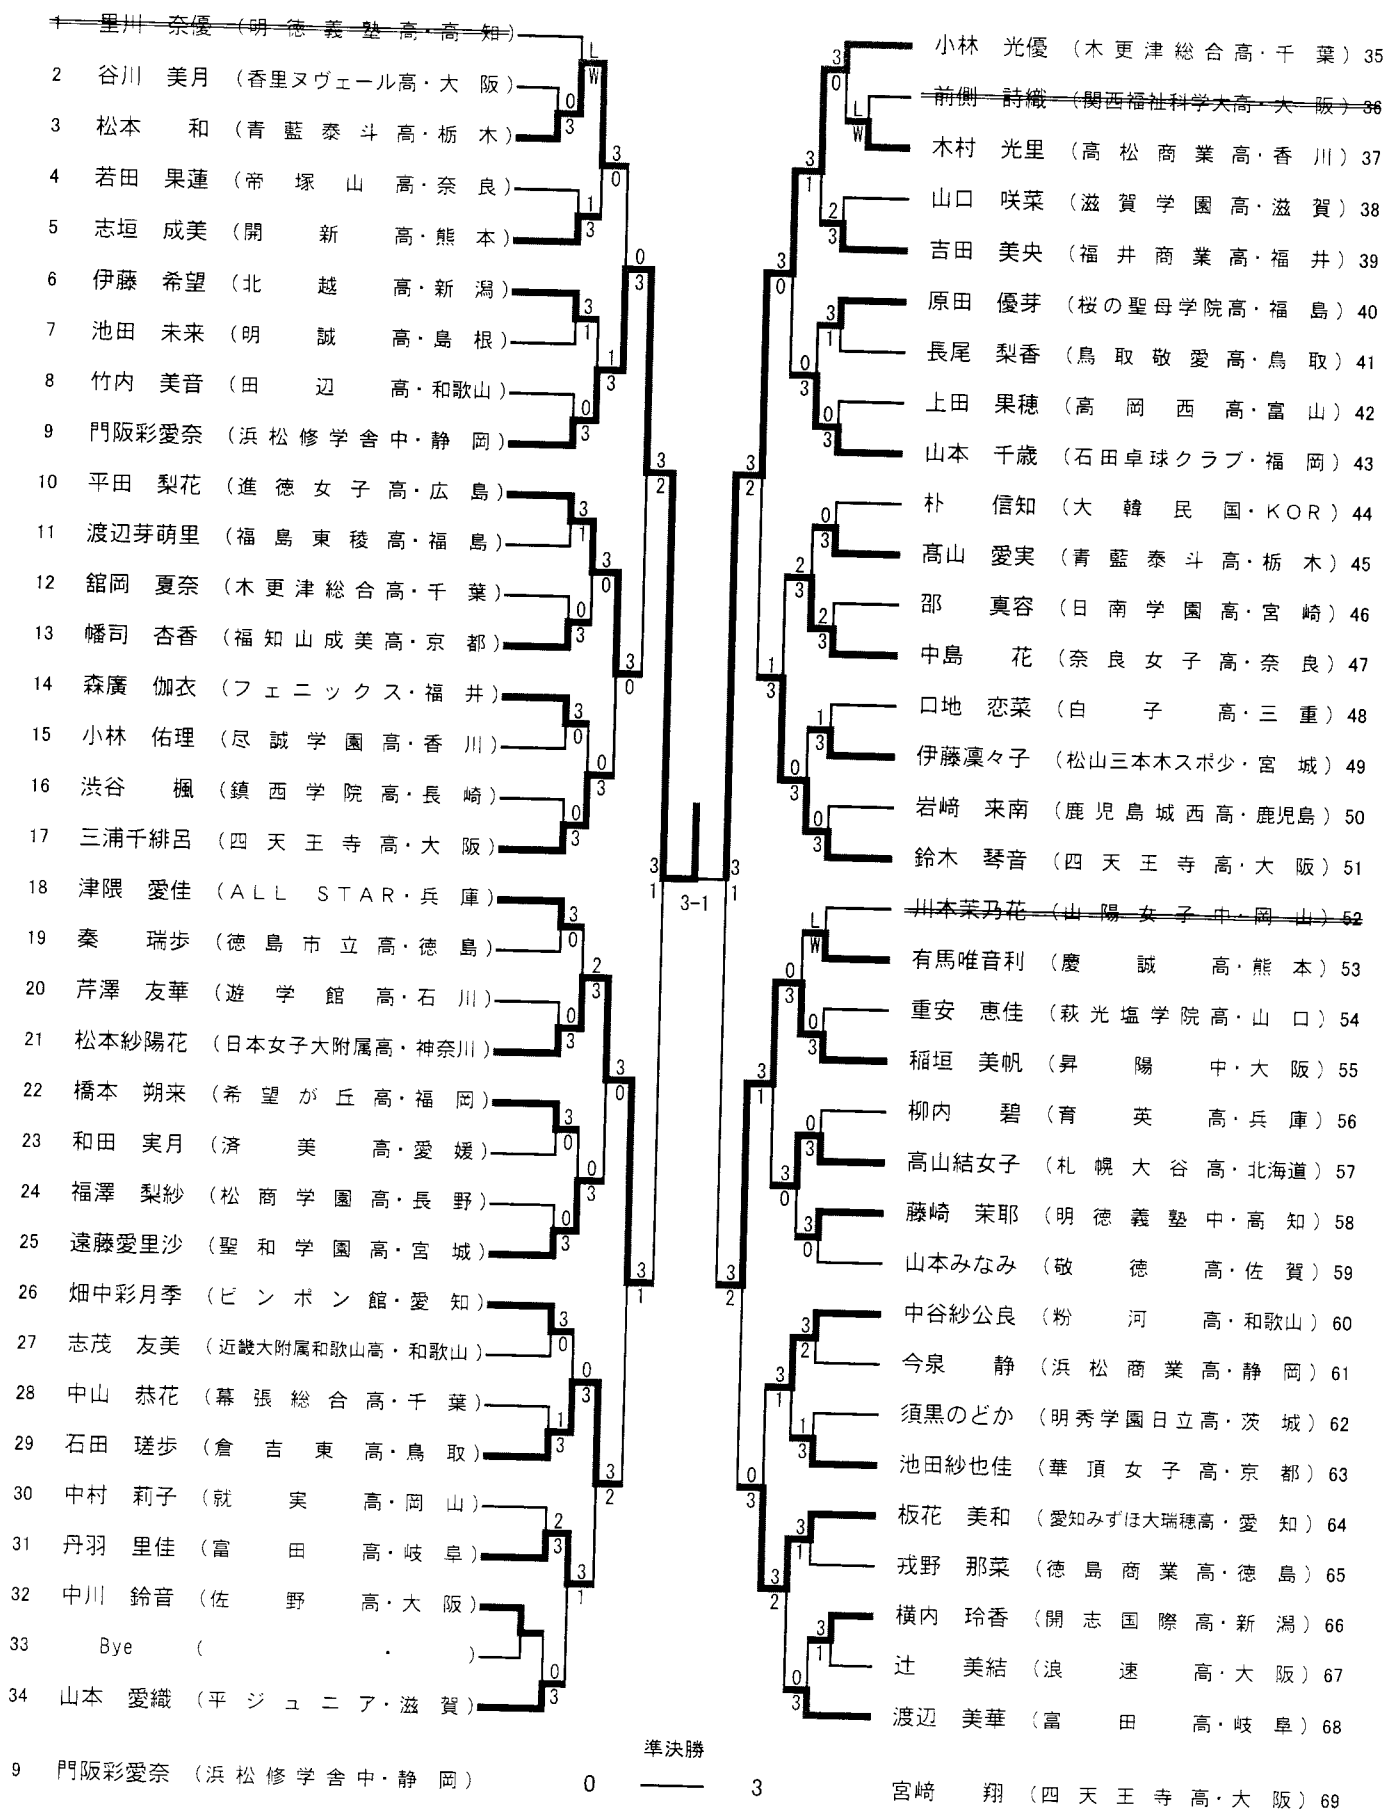 1 里川 奈優 (明徳義塾高・高知)
2 谷川 美月 (香里ヌヴェール高・大阪)
3 松本 和 (青藍泰斗高・栃木)
4 若田 果蓮 (帝塚山高・奈良)
5 志垣 成美 (開新高・熊本)
6 伊藤 希望 (北越高・新潟)
7 池田 未来 (明誠高・島根)
8 竹内 美音 (田辺高・和歌山)
9 門阪彩愛奈 (浜松修学舎中・静岡)
10 平田 梨花 (進徳女子高・広島)
11 渡辺芽萌里 (福島東稜高・福島)
12 舘岡 夏奈 (木更津総合高・千葉)
13 幡司 杏香 (福知山成美高・京都)
14 森廣 伽衣 (フェニックス・福井)
15 小林 佑理 (尽誠学園高・香川)
16 渋谷 楓 (鎮西学院高・長崎)
17 三浦千緋呂 (四天王寺高・大阪)
18 津隈 愛佳 (ALL STAR・兵庫)
19 秦 瑞歩 (徳島市立高・徳島)
20 芹澤 友華 (遊学館高・石川)
21 松本紗陽花 (日本女子大附属高・神奈川)
22 橋本 朔来 (希望が丘高・福岡)
23 和田 実月 (済美高・愛媛)
24 福澤 梨紗 (松商学園高・長野)
25 遠藤愛里沙 (聖和学園高・宮城)
26 畑中彩月季 (ピンポン館・愛知)
27 志茂 友美 (近畿大附属和歌山高・和歌山)
28 中山 恭花 (幕張総合高・千葉)
29 石田 瑳歩 (倉吉東高・鳥取)
30 中村 莉子 (就実高・岡山)
31 丹羽 里佳 (富田高・岐阜)
32 中川 鈴音 (佐野高・大阪)
33 Bye ( ・ )
34 山本 愛織 (平ジュニア・滋賀)
3-1
小林 光優 (木更津総合高・千葉) 35
前側 詩織 (関西福祉科学大高・大阪) 36
木村 光里 (高松商業高・香川) 37
山口 咲菜 (滋賀学園高・滋賀) 38
吉田 美央 (福井商業高・福井) 39
原田 優芽 (桜の聖母学院高・福島) 40
長尾 梨香 (鳥取敬愛高・鳥取) 41
上田 果穂 (高岡西高・富山) 42
山本 千歳 (石田卓球クラブ・福岡) 43
朴 信知 (大韓民国・KOR) 44
髙山 愛実 (青藍泰斗高・栃木) 45
邵 真容 (日南学園高・宮崎) 46
中島 花 (奈良女子高・奈良) 47
口地 恋菜 (白子高・三重) 48
伊藤凜々子 (松山三本木スポ少・宮城) 49
岩﨑 来南 (鹿児島城西高・鹿児島) 50
鈴木 琴音 (四天王寺高・大阪) 51
川本茉乃花 (山陽女子中・岡山) 52
有馬唯音利 (慶誠高・熊本) 53
重安 恵佳 (萩光塩学院高・山口) 54
稲垣 美帆 (昇陽中・大阪) 55
柳内 碧 (育英高・兵庫) 56
高山結女子 (札幌大谷高・北海道) 57
藤崎 茉耶 (明徳義塾中・高知) 58
山本みなみ (敬徳高・佐賀) 59
中谷紗公良 (粉河高・和歌山) 60
今泉 静 (浜松商業高・静岡) 61
須黒のどか (明秀学園日立高・茨城) 62
池田紗也佳 (華頂女子高・京都) 63
板花 美和 (愛知みずほ大瑞穂高・愛知) 64
戎野 那菜 (徳島商業高・徳島) 65
横内 玲香 (開志国際高・新潟) 66
辻 美結 (浪速高・大阪) 67
渡辺 美華 (富田高・岐阜) 68
準決勝
9 門阪彩愛奈 (浜松修学舎中・静岡) 0 ― 3 宮﨑 翔 (四天王寺高・大阪) 69